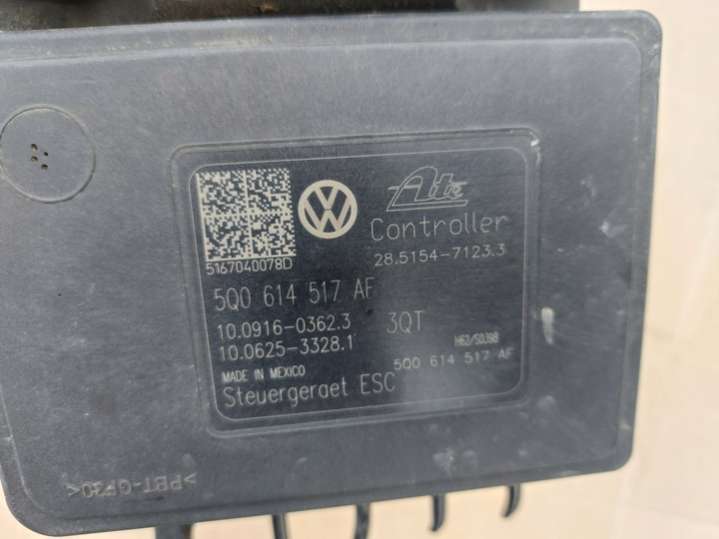 Ate
Controller
28.5154-7123.3
5167040078D
5Q0 614 517 AF
10.0916-0362.3
3QT
10.0625-3328.1
H62/S0398
5Q0 614 517 AF
MADE IN MEXICO
Steuergeraet ESC
>PBT-GF30<